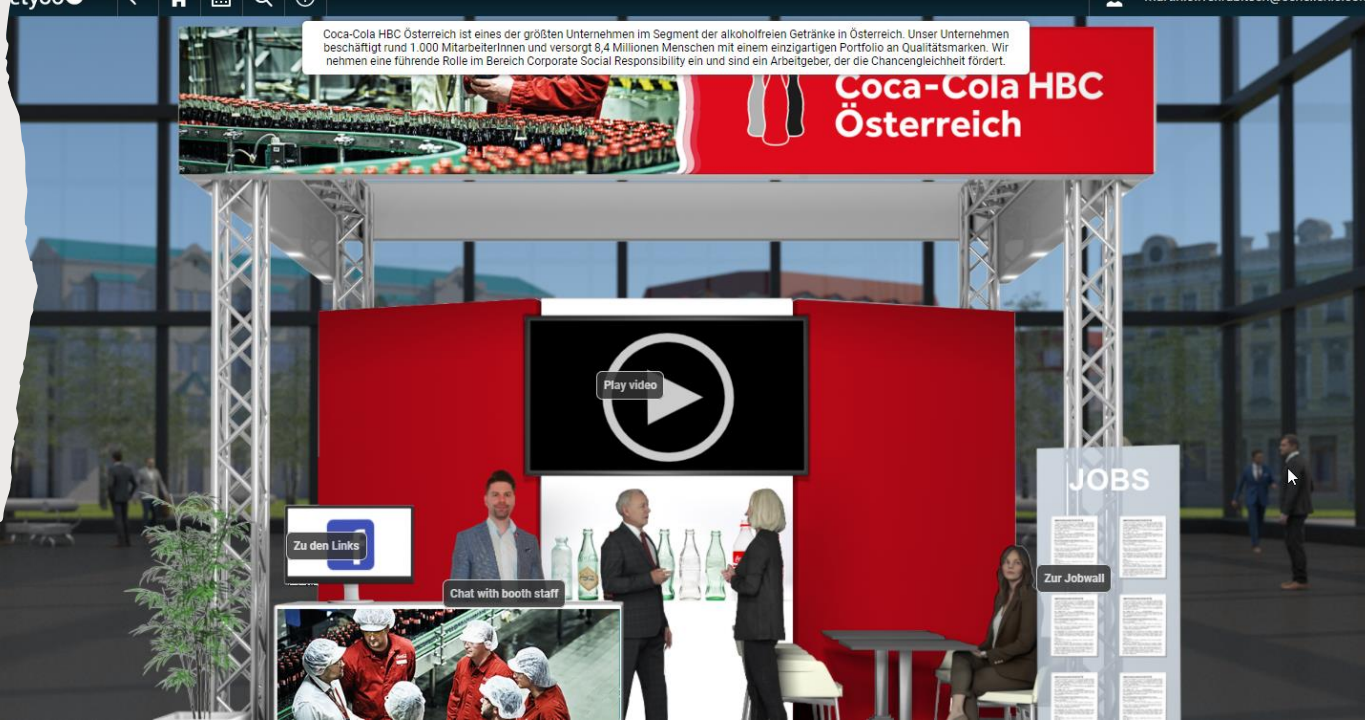 Coca-Cola HBC Österreich ist eines der größten Unternehmen im Segment der alkoholfreien Getränke in Österreich. Unser Unternehmen
beschäftigt rund 1.000 MitarbeiterInnen und versorgt 8,4 Millionen Menschen mit einem einzigartigen Portfolio an Qualitätsmarken. Wir
nehmen eine führende Rolle im Bereich Corporate Social Responsibility ein und sind ein Arbeitgeber, der die Chancengleichheit fördert.
Coca-Cola HBC
Österreich
Play video
JOBS
Zu den Links
Zur Jobwall
Chat with booth staff